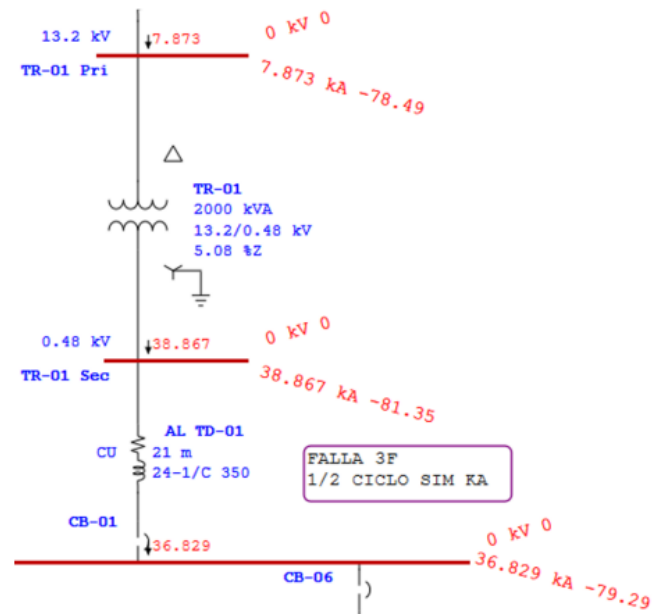 13.2 kV
7.873
0 kV 0
TR-01 Pri
7.873 kA -78.49
TR-01
2000 kVA
13.2/0.48 kV
5.08 %Z
0.48 kV
38.867
0 kV 0
TR-01 Sec
38.867 kA -81.35
AL TD-01
CU
21 m
24-1/C 350
FALLA 3F
1/2 CICLO SIM KA
CB-01
36.829
0 kV 0
36.829 kA -79.29
CB-06